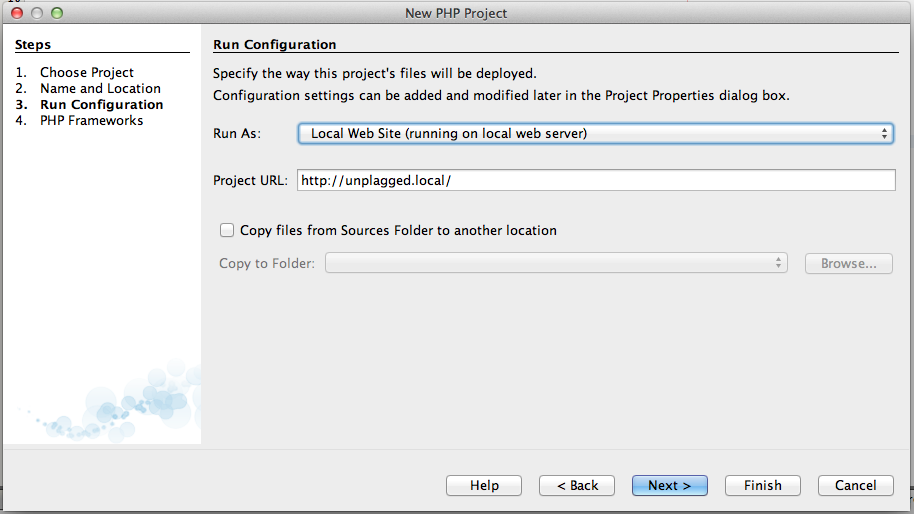 New PHP Project
Steps
1. Choose Project
2. Name and Location
3. Run Configuration
4. PHP Frameworks
Run Configuration
Specify the way this project's files will be deployed.
Configuration settings can be added and modified later in the Project Properties dialog box.
Run As: Local Web Site (running on local web server)
Project URL: http://unplagged.local/
Copy files from Sources Folder to another location
Copy to Folder: Browse...
Help < Back Next > Finish Cancel